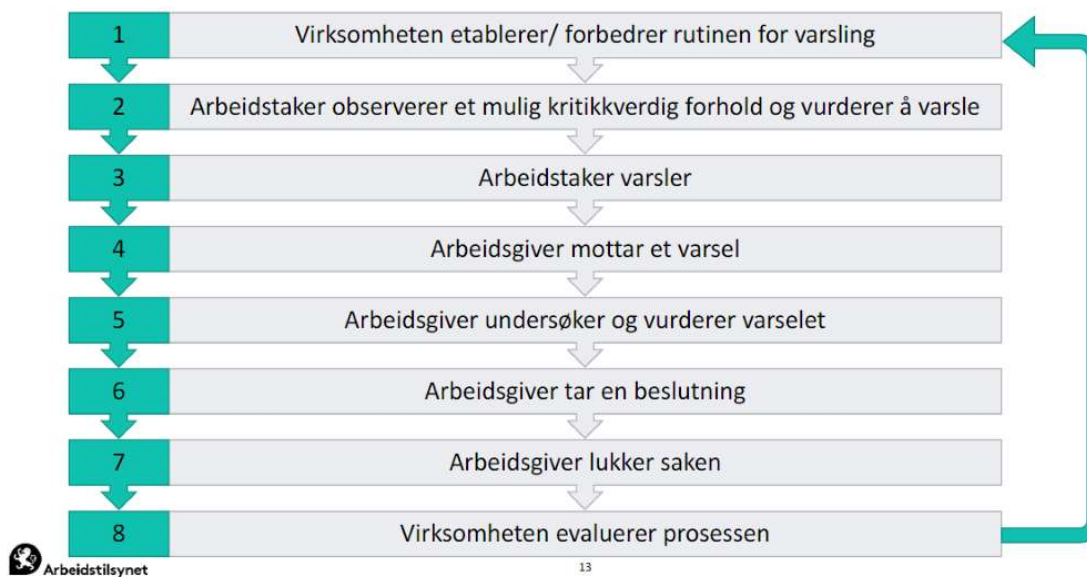 1
Virksomheten etablerer/ forbedrer rutinen for varsling
2
Arbeidstaker observerer et mulig kritikkverdig forhold og vurderer å varsle
3
Arbeidstaker varsler
4
Arbeidsgiver mottar et varsel
5
Arbeidsgiver undersøker og vurderer varselet
6
Arbeidsgiver tar en beslutning
7
Arbeidsgiver lukker saken
8
Virksomheten evaluerer prosessen
Arbeidstilsynet
13